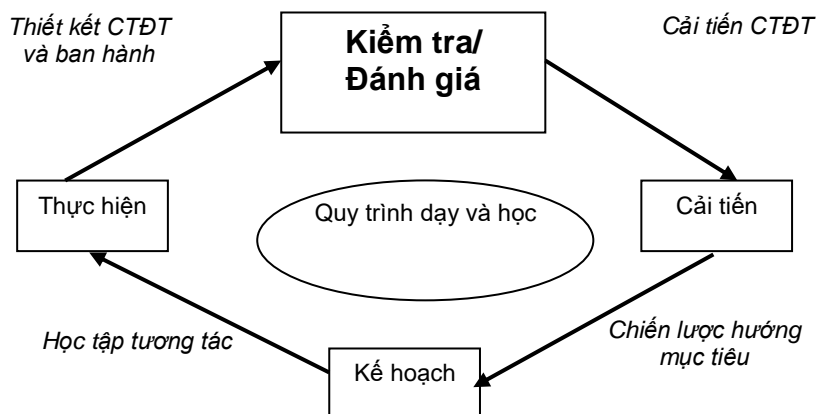 Thiết kết CTĐT
và ban hành
Kiểm tra/
Đánh giá
Cải tiến CTĐT
Thực hiện
Quy trình dạy và học
Cải tiến
Học tập tương tác
Chiến lược hướng
mục tiêu
Kế hoạch